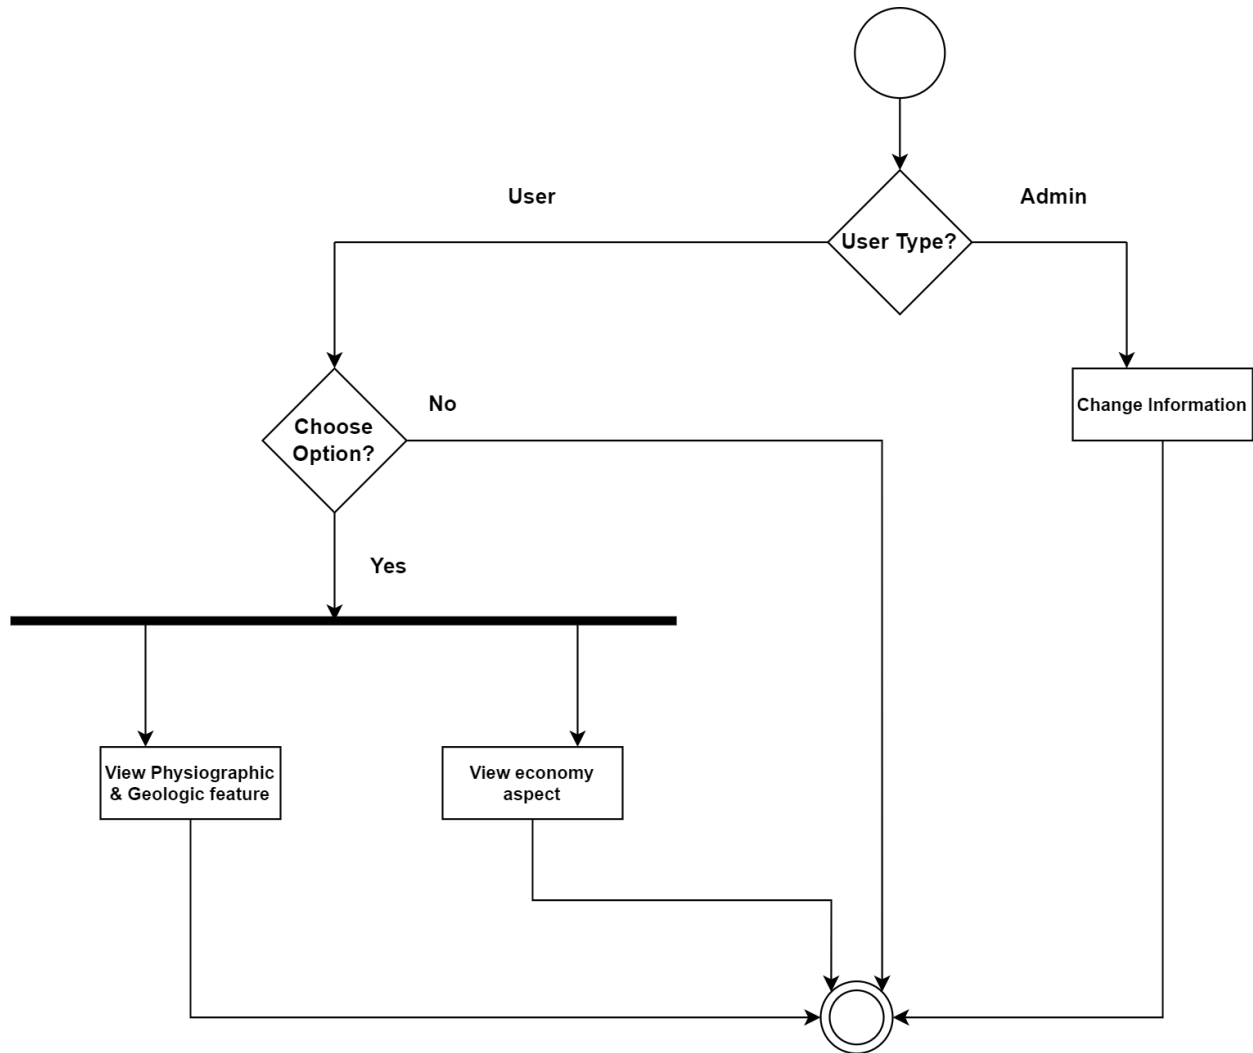 User
Admin
User Type?
No
Change Information
Choose
Option?
Yes
View Physiographic
& Geologic feature
View economy
aspect